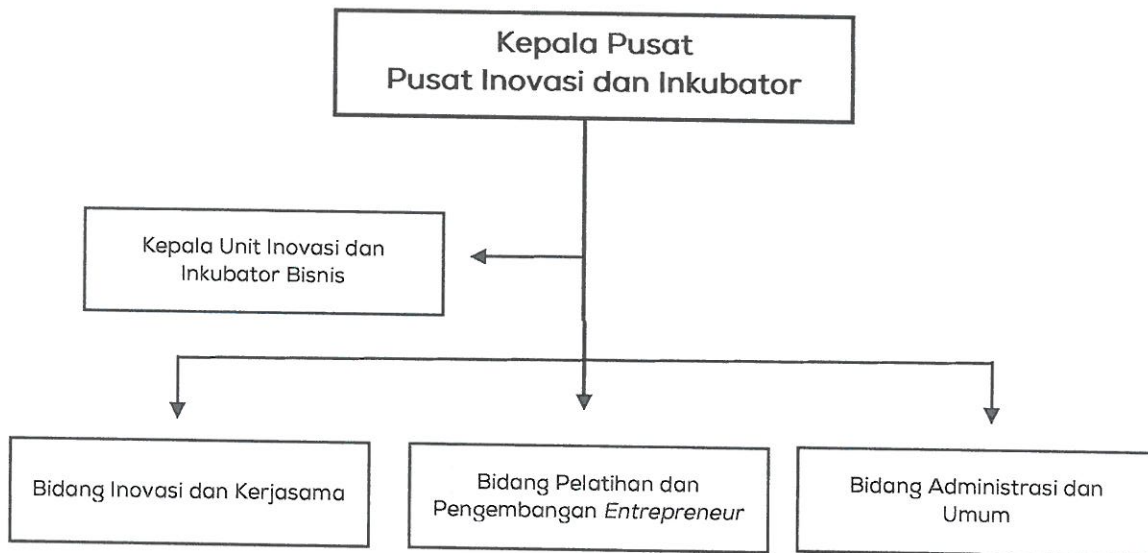 Kepala Pusat
Pusat Inovasi dan Inkubator
Kepala Unit Inovasi dan
Inkubator Bisnis
Bidang Inovasi dan Kerjasama
Bidang Pelatihan dan
Pengembangan Entrepreneur
Bidang Administrasi dan
Umum